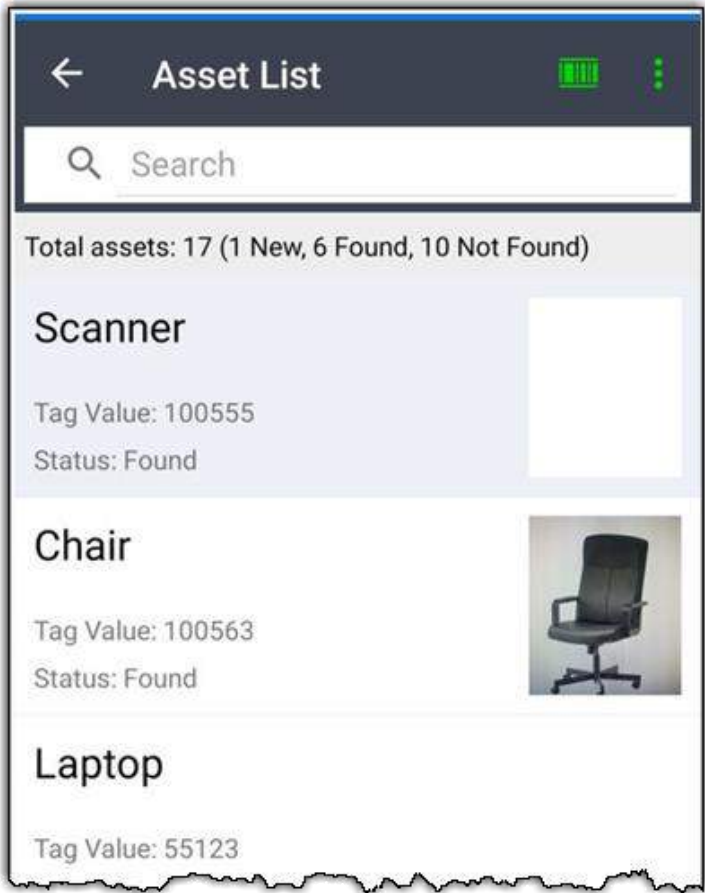 Asset List
Search
Total assets: 17 (1 New, 6 Found, 10 Not Found)
Scanner
Tag Value: 100555
Status: Found
Chair
Tag Value: 100563
Status: Found
Laptop
Tag Value: 55123